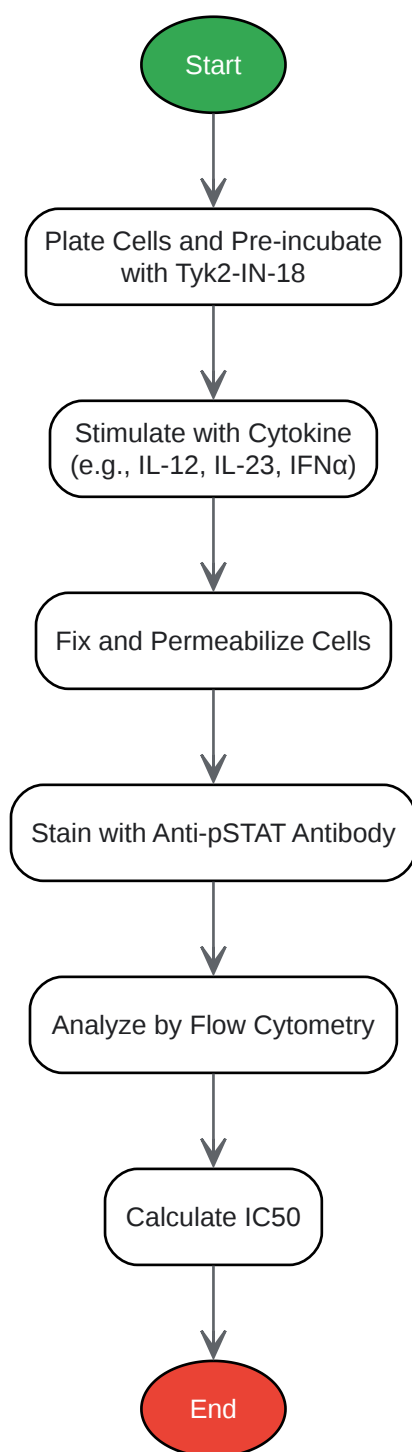 Start
Plate Cells and Pre-incubate
with Tyk2-IN-18
Stimulate with Cytokine
(e.g., IL-12, IL-23, IFNα)
Fix and Permeabilize Cells
Stain with Anti-pSTAT Antibody
Analyze by Flow Cytometry
Calculate IC50
End